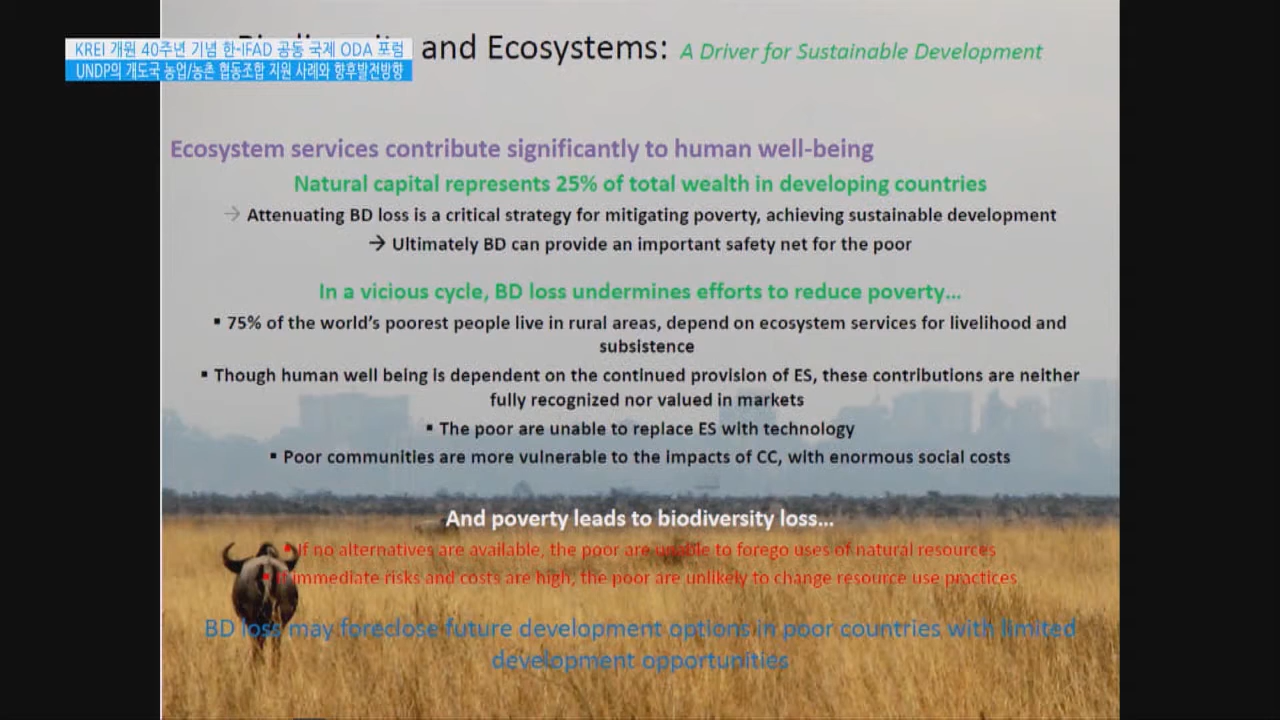 KREI 개원 40주년 기념 한-IFAD 공동 국제 ODA 포럼
UNDP의 개도국 농업/농촌 협동조합 지원 사례와 향후발전방향
and Ecosystems: A Driver for Sustainable Development
Ecosystem services contribute significantly to human well-being
Natural capital represents 25% of total wealth in developing countries
→ Attenuating BD loss is a critical strategy for mitigating poverty, achieving sustainable development
→ Ultimately BD can provide an important safety net for the poor
In a vicious cycle, BD loss undermines efforts to reduce poverty...
▪ 75% of the world's poorest people live in rural areas, depend on ecosystem services for livelihood and
subsistence
▪ Though human well being is dependent on the continued provision of ES, these contributions are neither
fully recognized nor valued in markets
▪ The poor are unable to replace ES with technology
▪ Poor communities are more vulnerable to the impacts of CC, with enormous social costs
And poverty leads to biodiversity loss...
▪ If no alternatives are available, the poor are unable to forego uses of natural resources
▪ If immediate risks and costs are high, the poor are unlikely to change resource use practices
BD loss may foreclose future development options in poor countries with limited
development opportunities